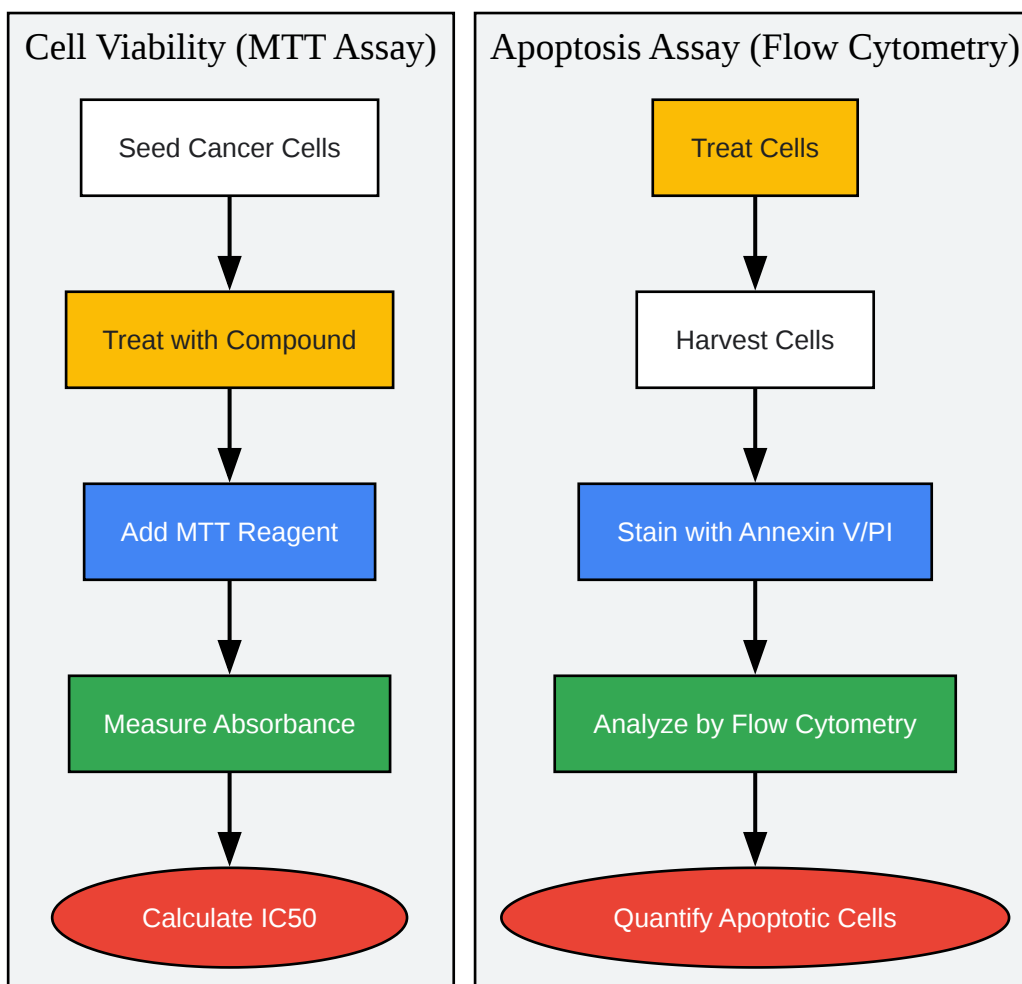 Cell Viability (MTT Assay)
Seed Cancer Cells
Treat with Compound
Add MTT Reagent
Measure Absorbance
Calculate IC50
Apoptosis Assay (Flow Cytometry)
Treat Cells
Harvest Cells
Stain with Annexin V/PI
Analyze by Flow Cytometry
Quantify Apoptotic Cells